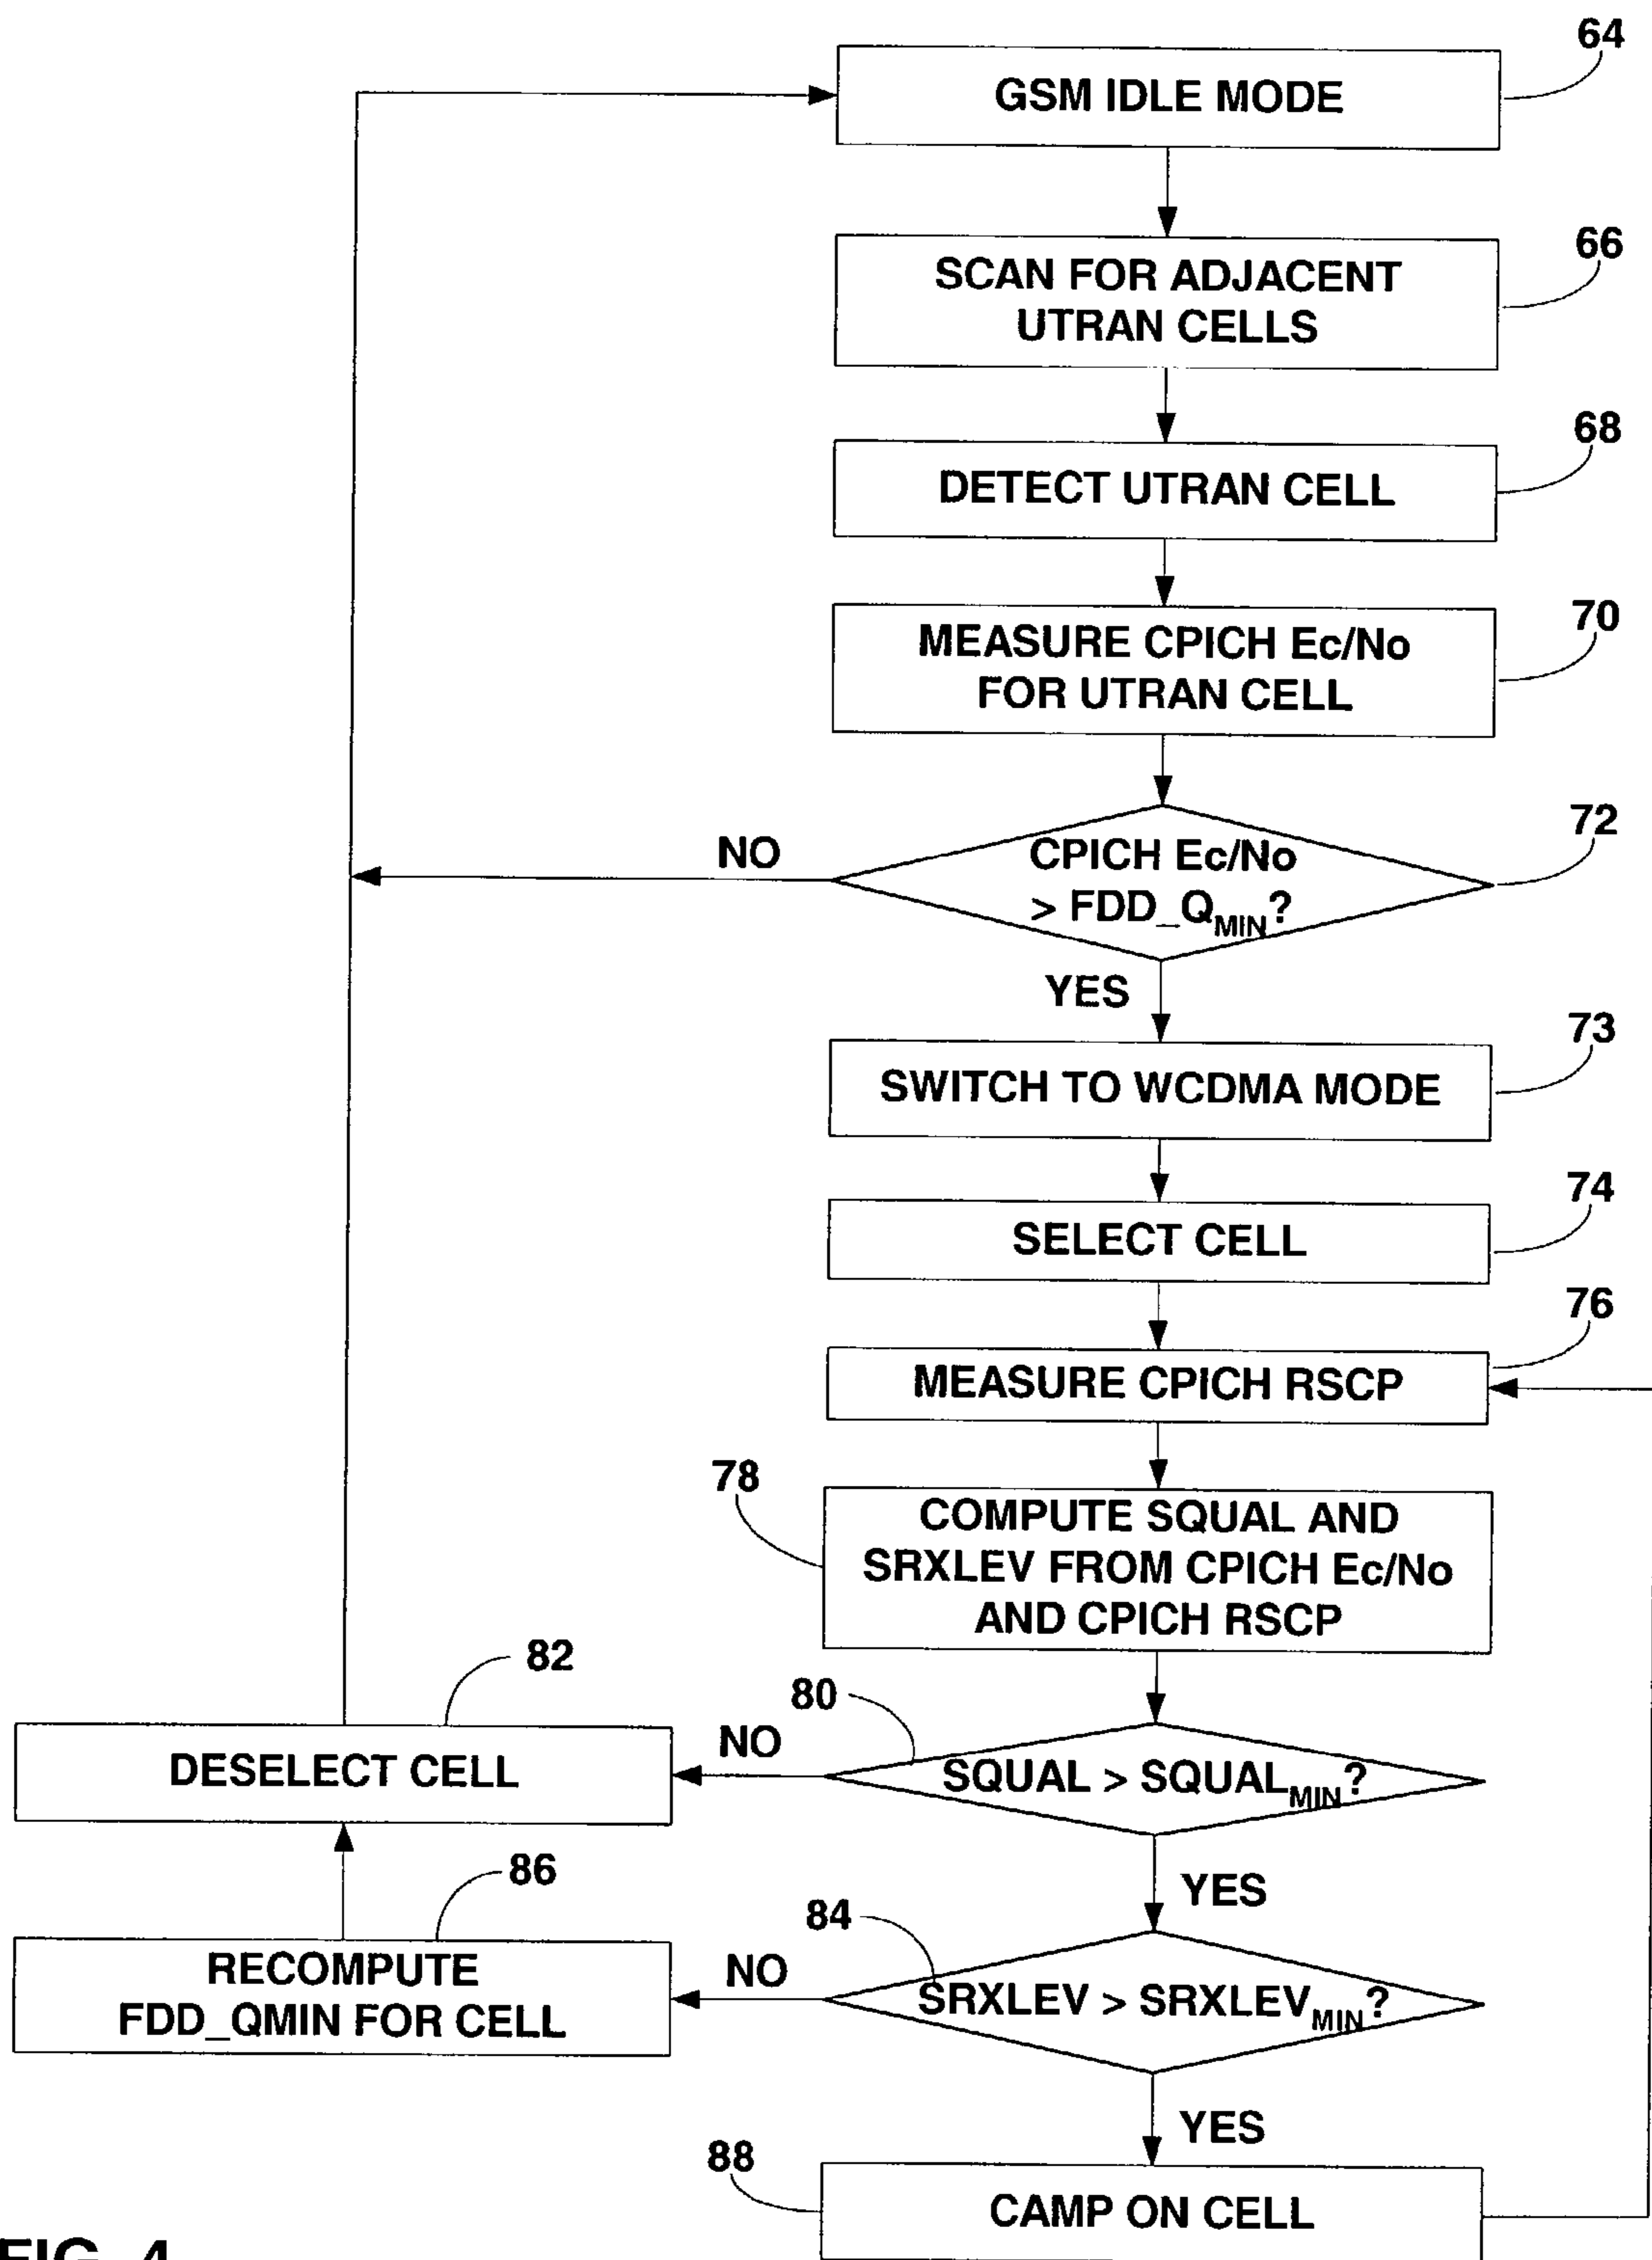 64
GSM IDLE MODE
66
SCAN FOR ADJACENT
UTRAN CELLS
68
DETECT UTRAN CELL
70
MEASURE CPICH Ec/No
FOR UTRAN CELL
72
NO
CPICH Ec/No
> FDD_QMIN?
YES
73
SWITCH TO WCDMA MODE
74
SELECT CELL
76
MEASURE CPICH RSCP
78
COMPUTE SQUAL AND
SRXLEV FROM CPICH Ec/No
AND CPICH RSCP
82
80
DESELECT CELL
NO
SQUAL > SQUALMIN?
86
YES
84
RECOMPUTE
FDD_QMIN FOR CELL
NO
SRXLEV > SRXLEVMIN?
YES
88
CAMP ON CELL
FIG. 4